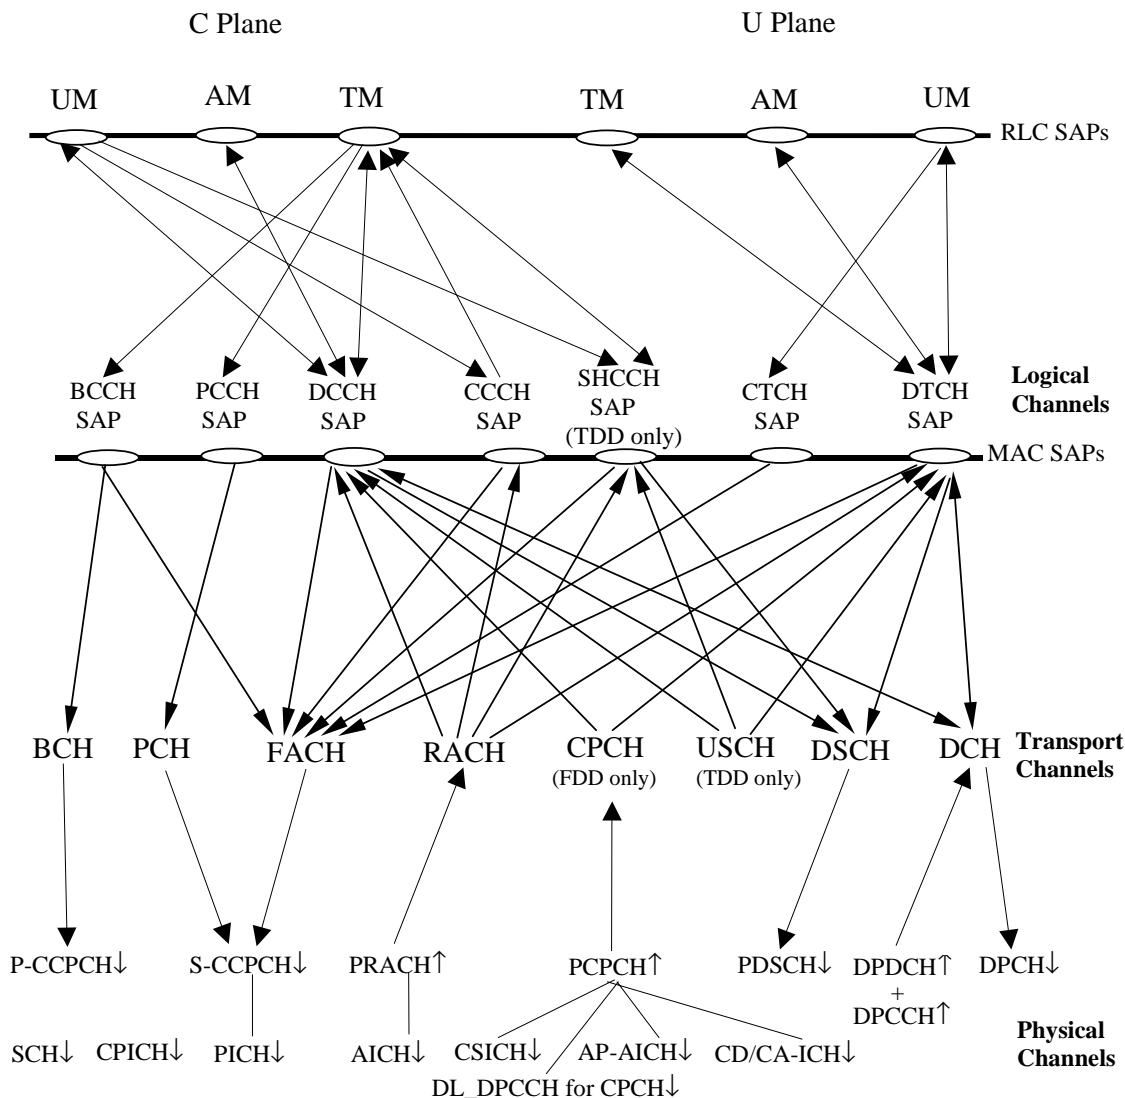 C Plane U Plane
UM AM TM TM AM UM
RLC SAPs
BCCH SAP
PCCH SAP
DCCH SAP
CCCH SAP
SHCCH SAP (TDD only)
CTCH SAP
DTCH SAP
Logical Channels
MAC SAPs
BCH PCH FACH RACH CPCH USCH DSCH DCH
(FDD only) (TDD only)
Transport Channels
P-CCPCH↓ S-CCPCH↓ PRACH↑ PCPCH↑ PDSCH↓ DPDCH↑ DPCH↓
+
DPCCH↑
SCH↓ CPICH↓ PICH↓ AICH↓ CSICH↓ AP-AICH↓ CD/CA-ICH↓
DL_DPCCH for CPCH↓
Physical Channels